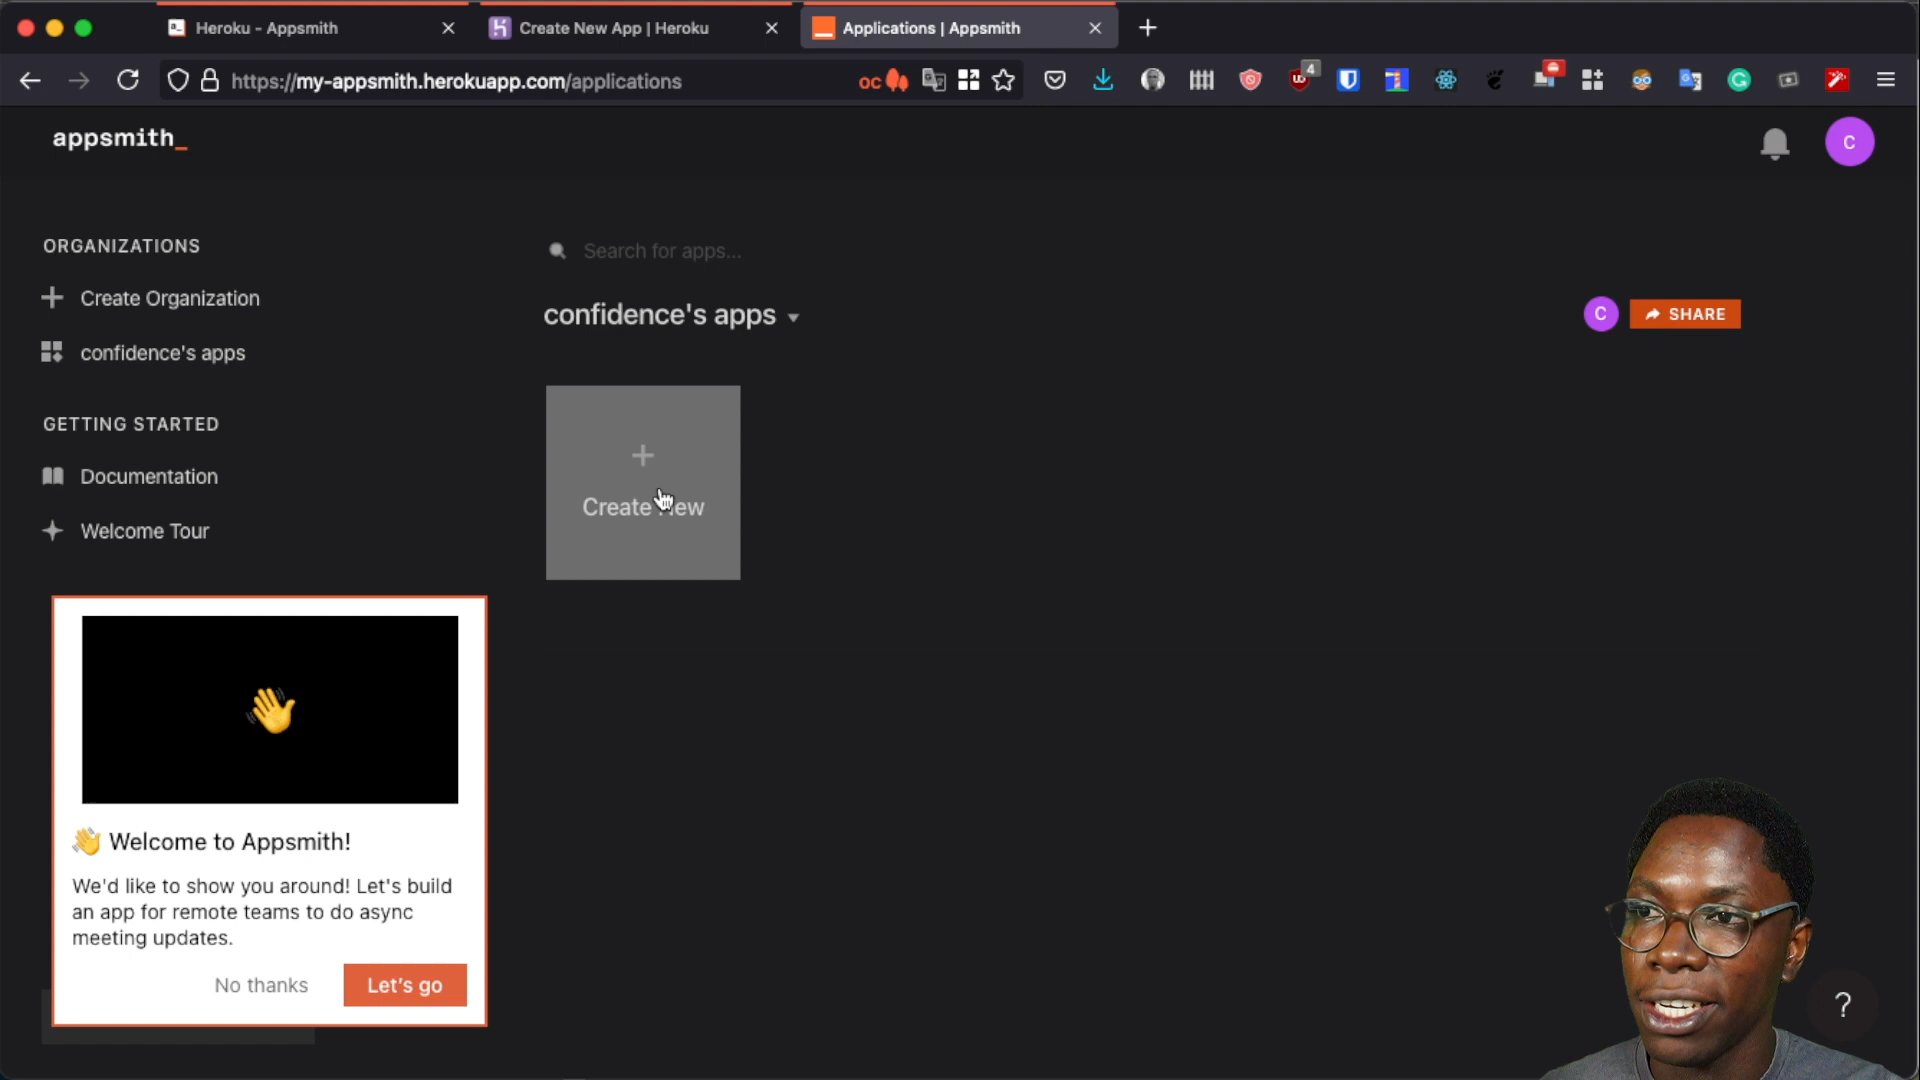 Heroku - Appsmith
Create New App | Heroku
Applications | Appsmith
https://my-appsmith.herokuapp.com/applications
OC
4
appsmith_
C
ORGANIZATIONS
Create Organization
confidence's apps
GETTING STARTED
Documentation
Welcome Tour
Search for apps...
confidence's apps
C
SHARE
Create New
👋 Welcome to Appsmith!
We'd like to show you around! Let's build
an app for remote teams to do async
meeting updates.
No thanks
Let's go
?